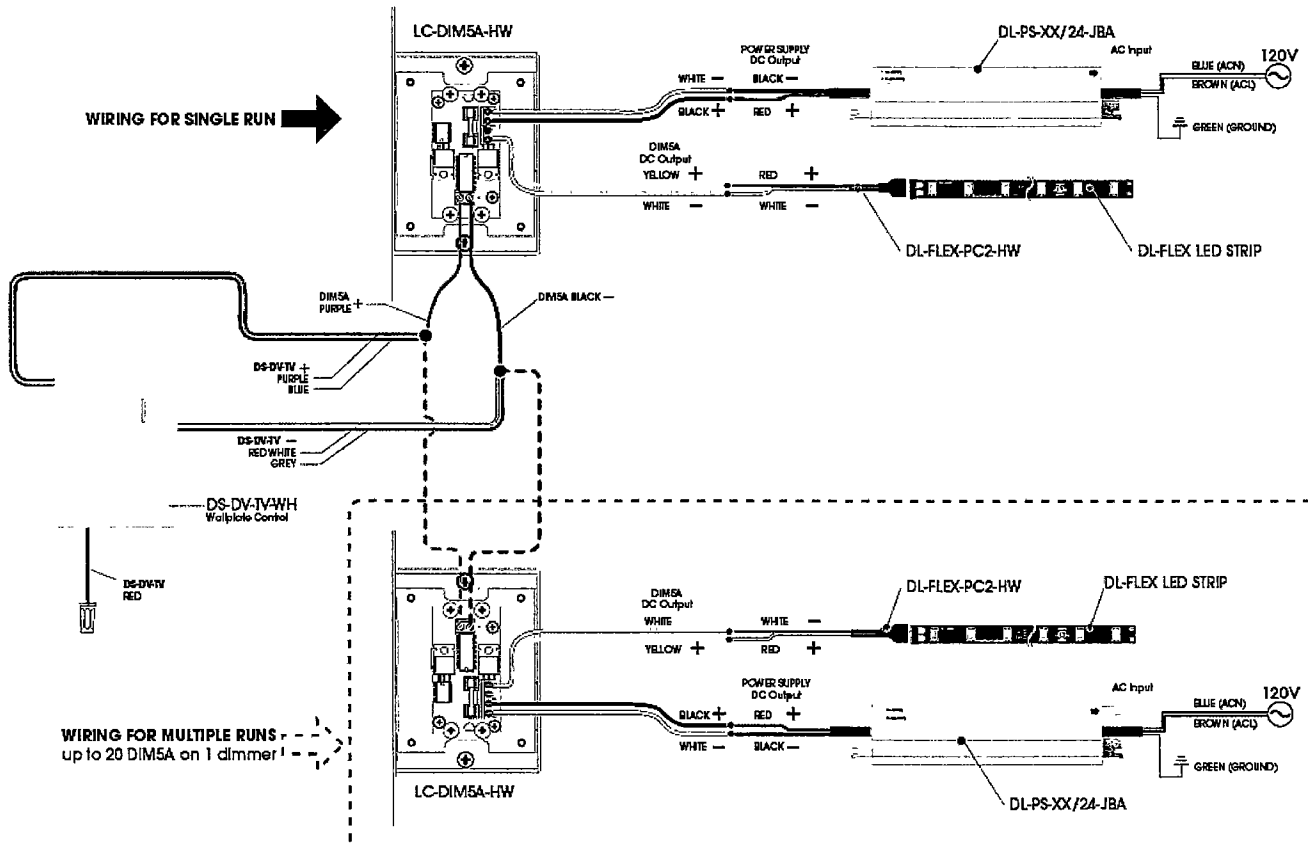 LC-DIM5A-HW
DL-PS-XX/24-JBA
POWER SUPPLY
DC Output
AC Input
120V
WHITE −
BLACK −
BLUE (ACN)
BROWN (ACL)
BLACK +
RED +
GREEN (GROUND)
WIRING FOR SINGLE RUN
DIM5A
DC Output
YELLOW +
RED +
WHITE −
WHITE −
DL-FLEX-PC2-HW
DL-FLEX LED STRIP
DIM5A
PURPLE +
DIM5A BLACK −
DS-DV-TV +
PURPLE
BLUE
DS-DV-TV −
RED WHITE
GREY
DS-DV-TV-WH
Wallplate Control
DS-DV-TV
RED
DIM5A
DC Output
DL-FLEX-PC2-HW
DL-FLEX LED STRIP
WHITE
WHITE −
YELLOW +
RED +
POWER SUPPLY
DC Output
AC Input
120V
BLACK +
RED +
BLUE (ACN)
BROWN (ACL)
WHITE −
BLACK −
GREEN (GROUND)
WIRING FOR MULTIPLE RUNS
up to 20 DIM5A on 1 dimmer
LC-DIM5A-HW
DL-PS-XX/24-JBA